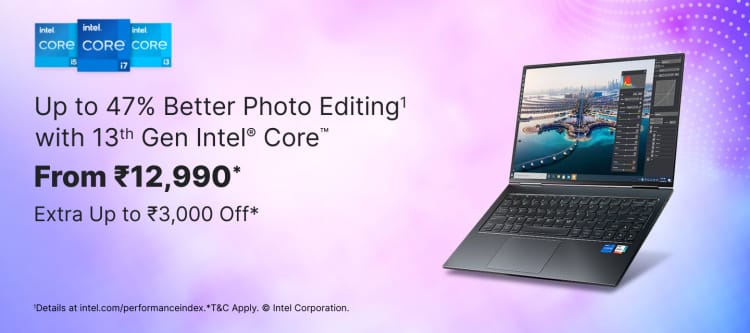 intel.
CORE
i5
intel.
CORE
i7
intel.
CORE
i3
Up to 47% Better Photo Editing¹
with 13ᵗʰ Gen Intel® Core™
From ₹12,990*
Extra Up to ₹3,000 Off*
¹Details at intel.com/performanceindex.*T&C Apply. © Intel Corporation.